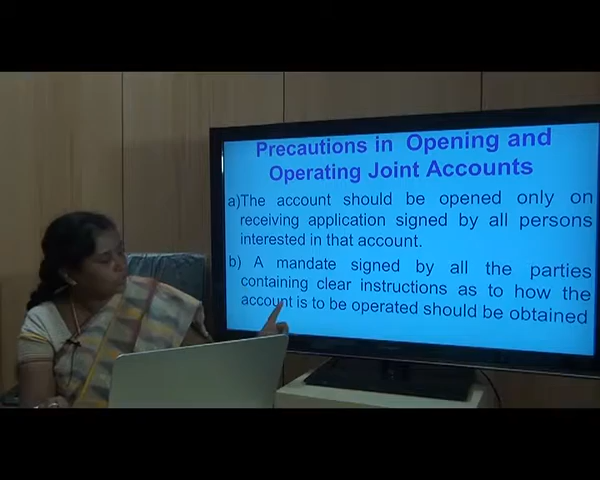 Precautions in Opening and
Operating Joint Accounts
a)The account should be opened only on
receiving application signed by all persons
interested in that account.
b) A mandate signed by all the parties
containing clear instructions as to how the
account is to be operated should be obtained